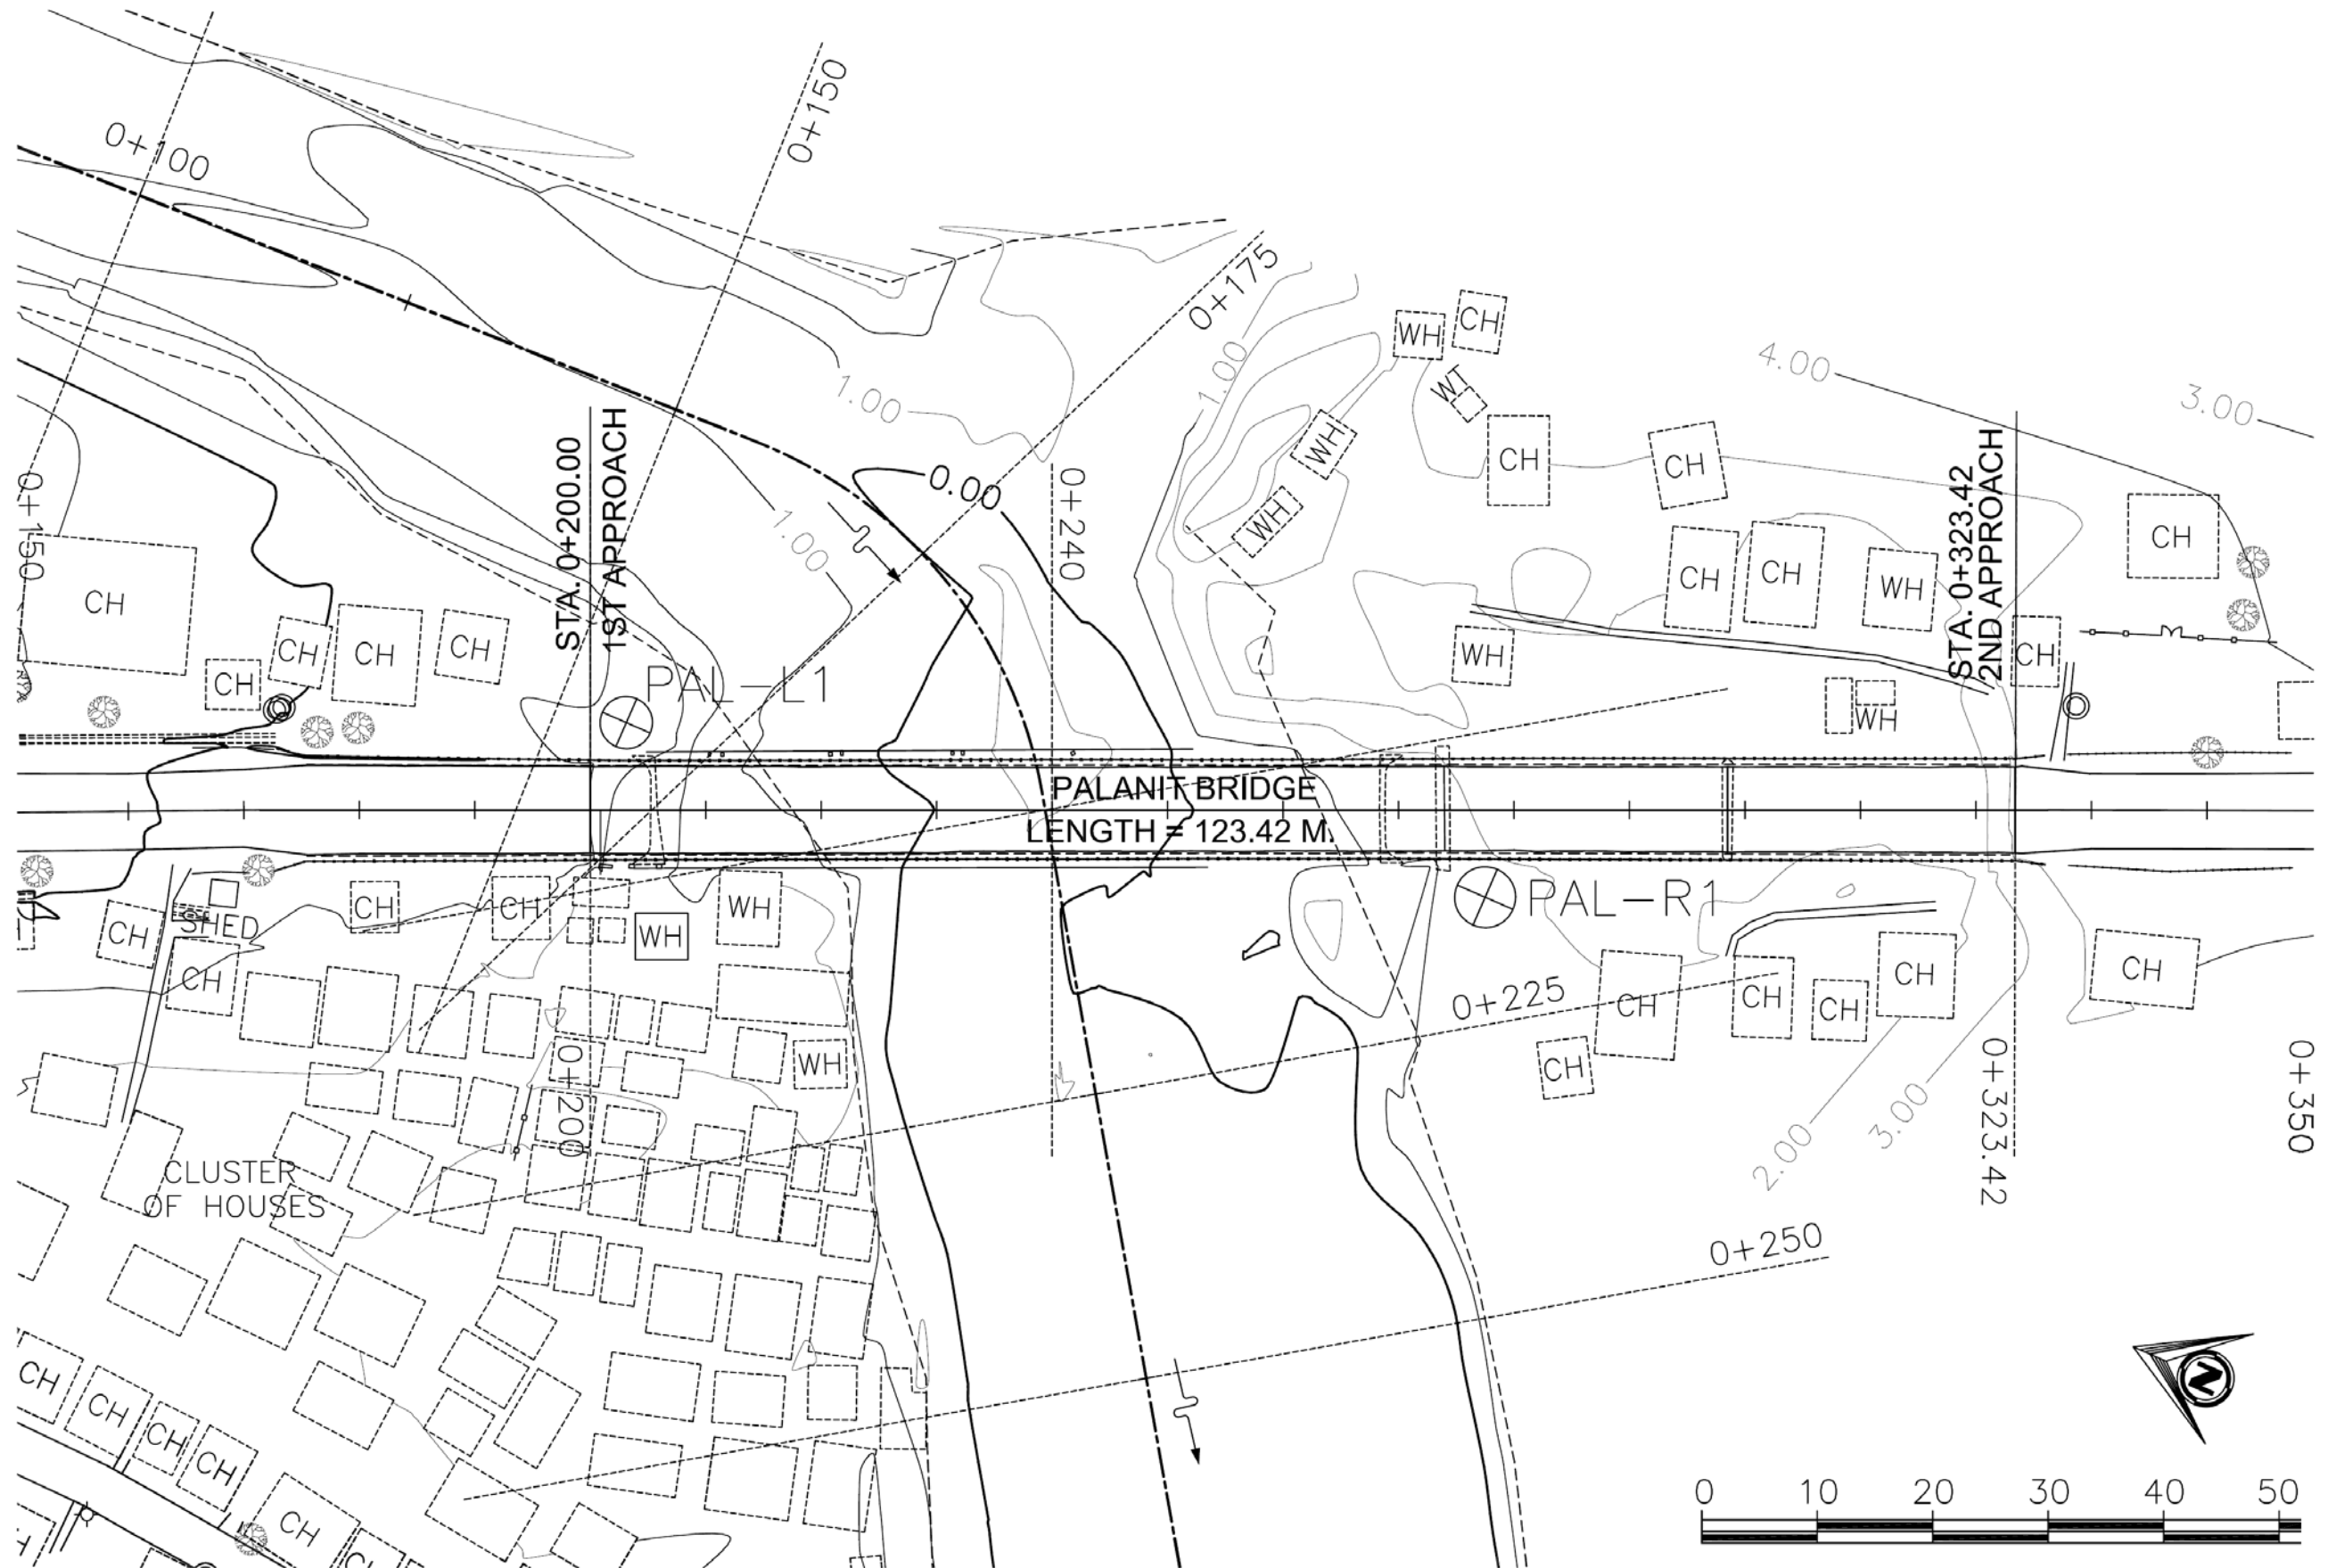 0+100
0+150
0+175
1.00
1.00
1.00
0.00
0+240
WH
CH
WT
WH
WH
CH
CH
4.00
3.00
STA. 0+200.00
1ST APPROACH
STA. 0+323.42
2ND APPROACH
0+150
CH
CH
CH
CH
CH
CH
CH
WH
CH
WH
CH
WH
PAL-L1
PALANIT BRIDGE
LENGTH = 123.42 M.
PAL-R1
SHED
CH
CH
CH
CH
WH
WH
WH
0+225
CH
CH
CH
CH
CH
CH
0+200
2.00
3.00
0+323.42
0+350
0+250
CLUSTER
OF HOUSES
CH
CH
CH
CH
CH
CH
N
0 10 20 30 40 50